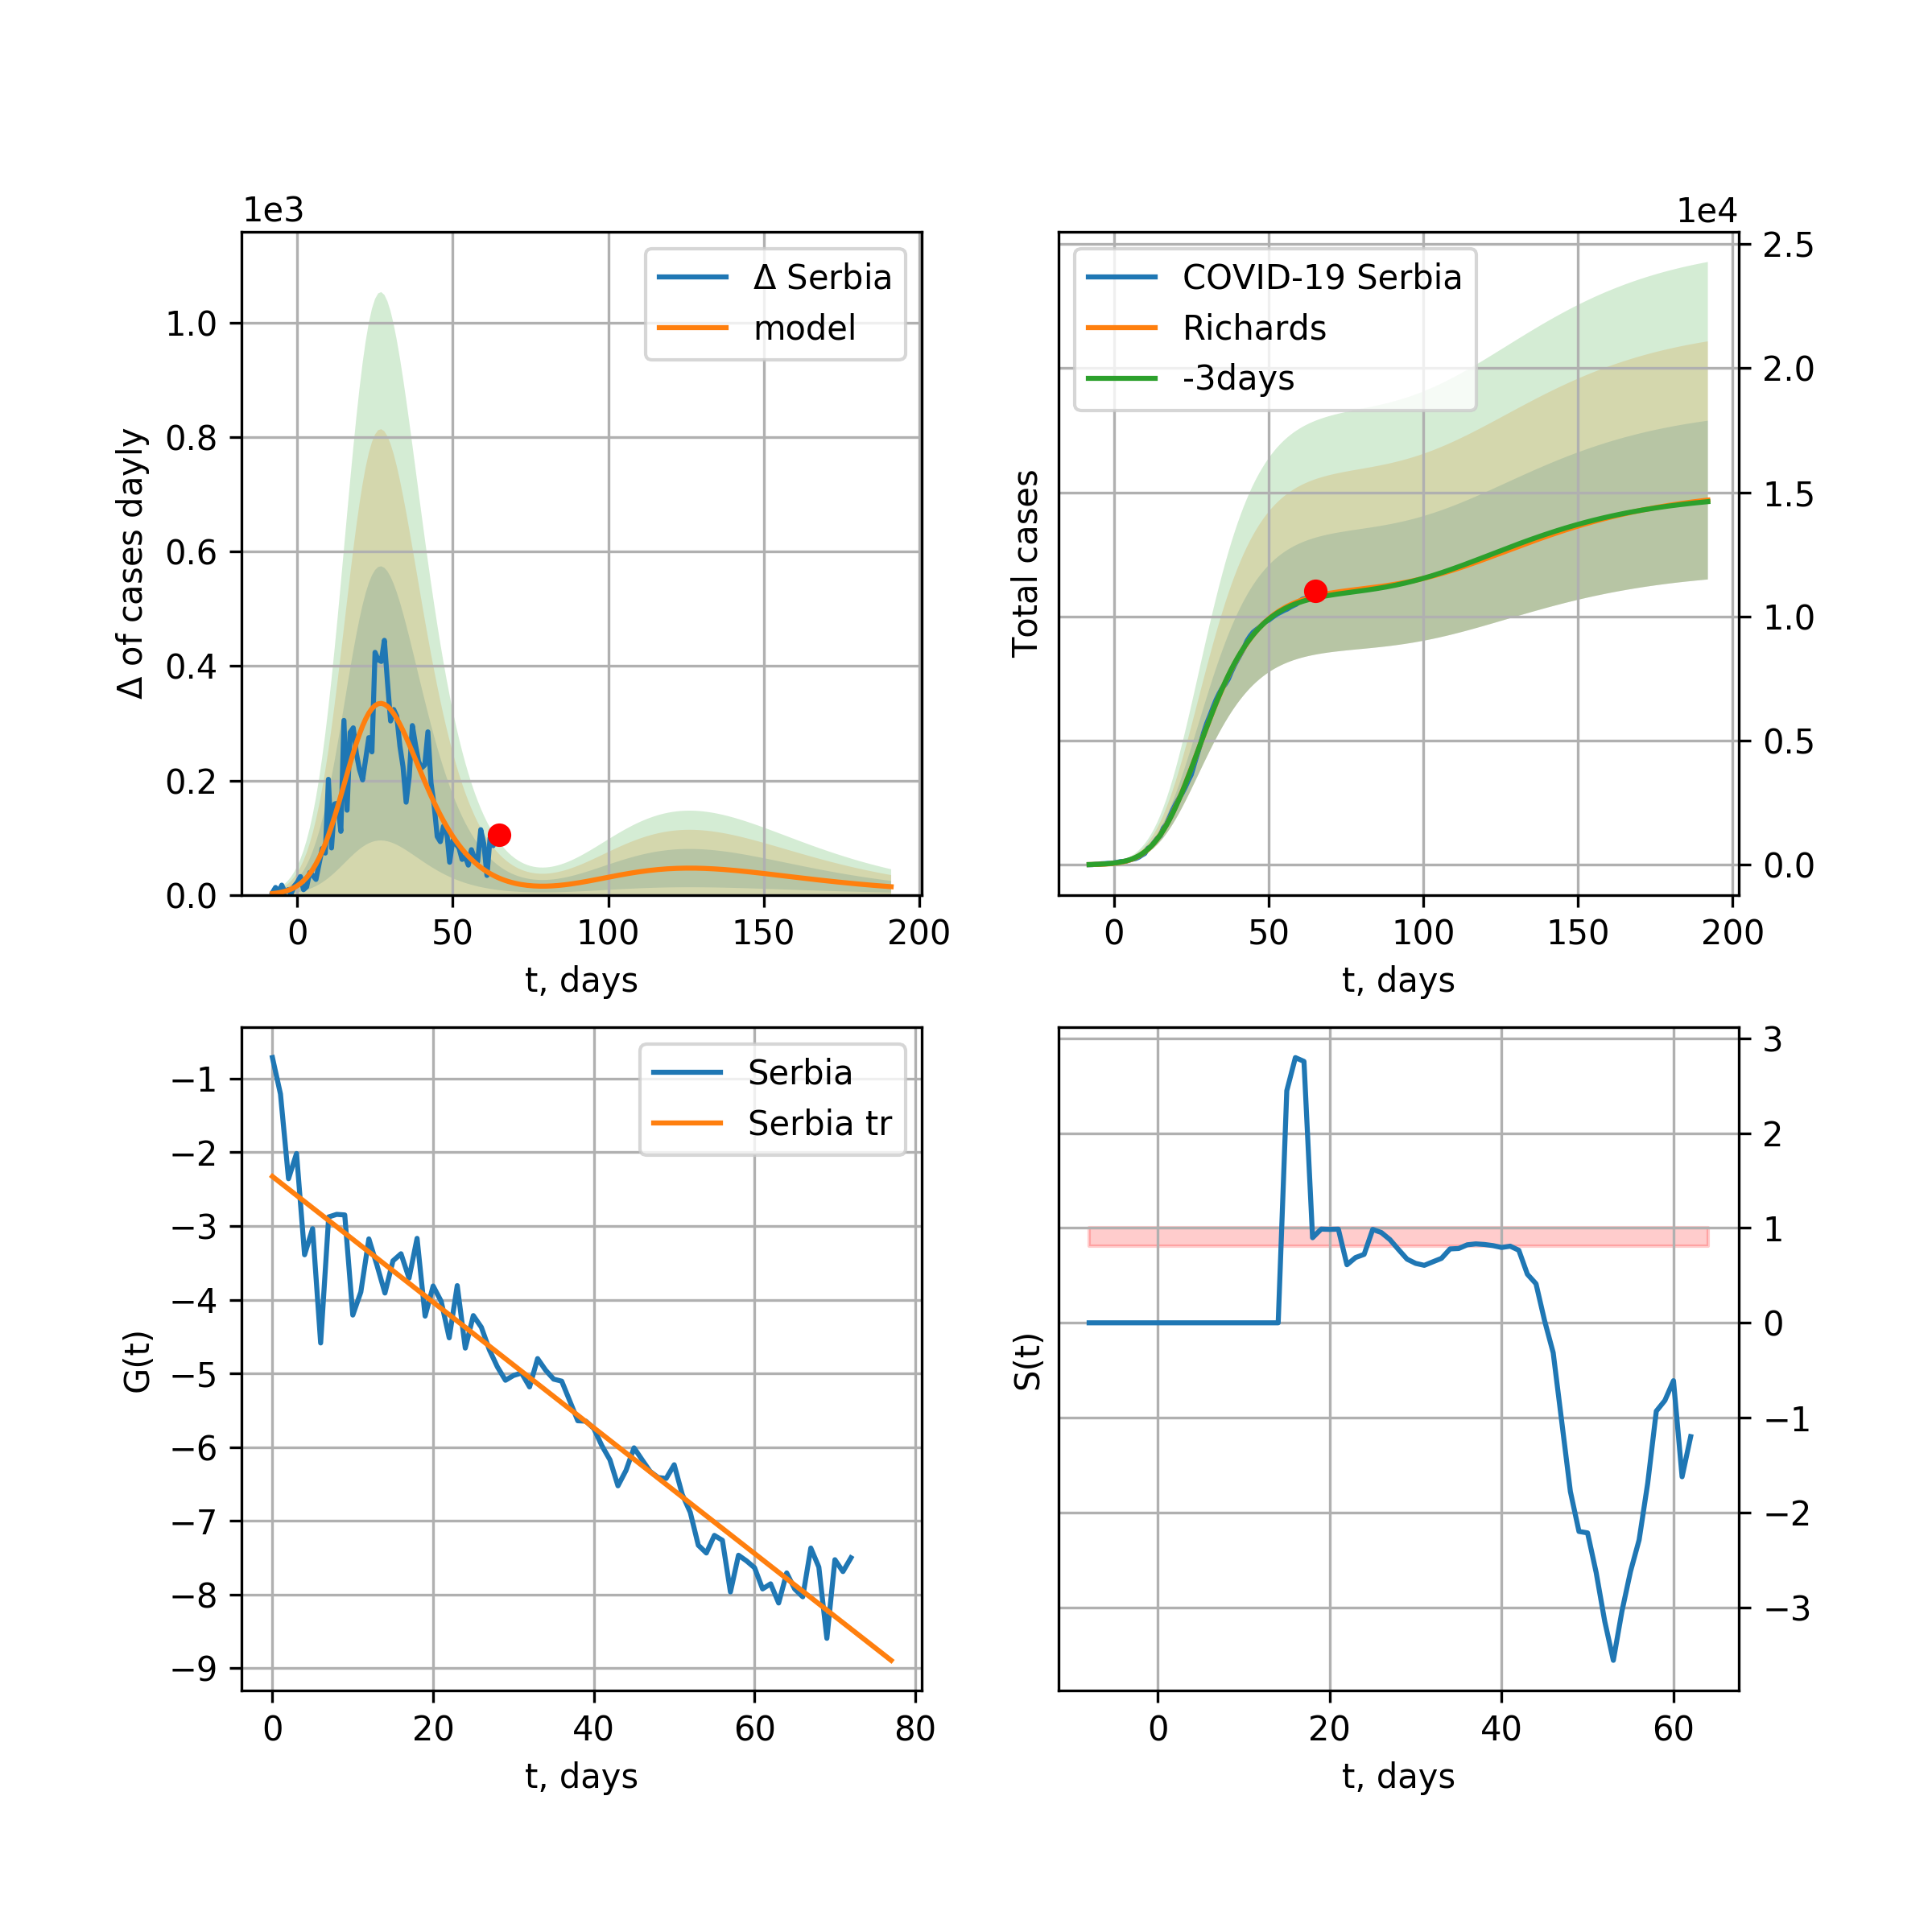 1e3
Δ Serbia
model
1.0
0.8
0.6
0.4
0.2
0.0
Δ of cases dayly
0 50 100 150 200
t, days
1e4
COVID-19 Serbia
Richards
-3days
2.5
2.0
1.5
1.0
0.5
0.0
Total cases
0 50 100 150 200
t, days
Serbia
Serbia tr
−1
−2
−3
−4
−5
−6
−7
−8
−9
G(t)
0 20 40 60 80
t, days
3
2
1
0
−1
−2
−3
S(t)
0 20 40 60
t, days